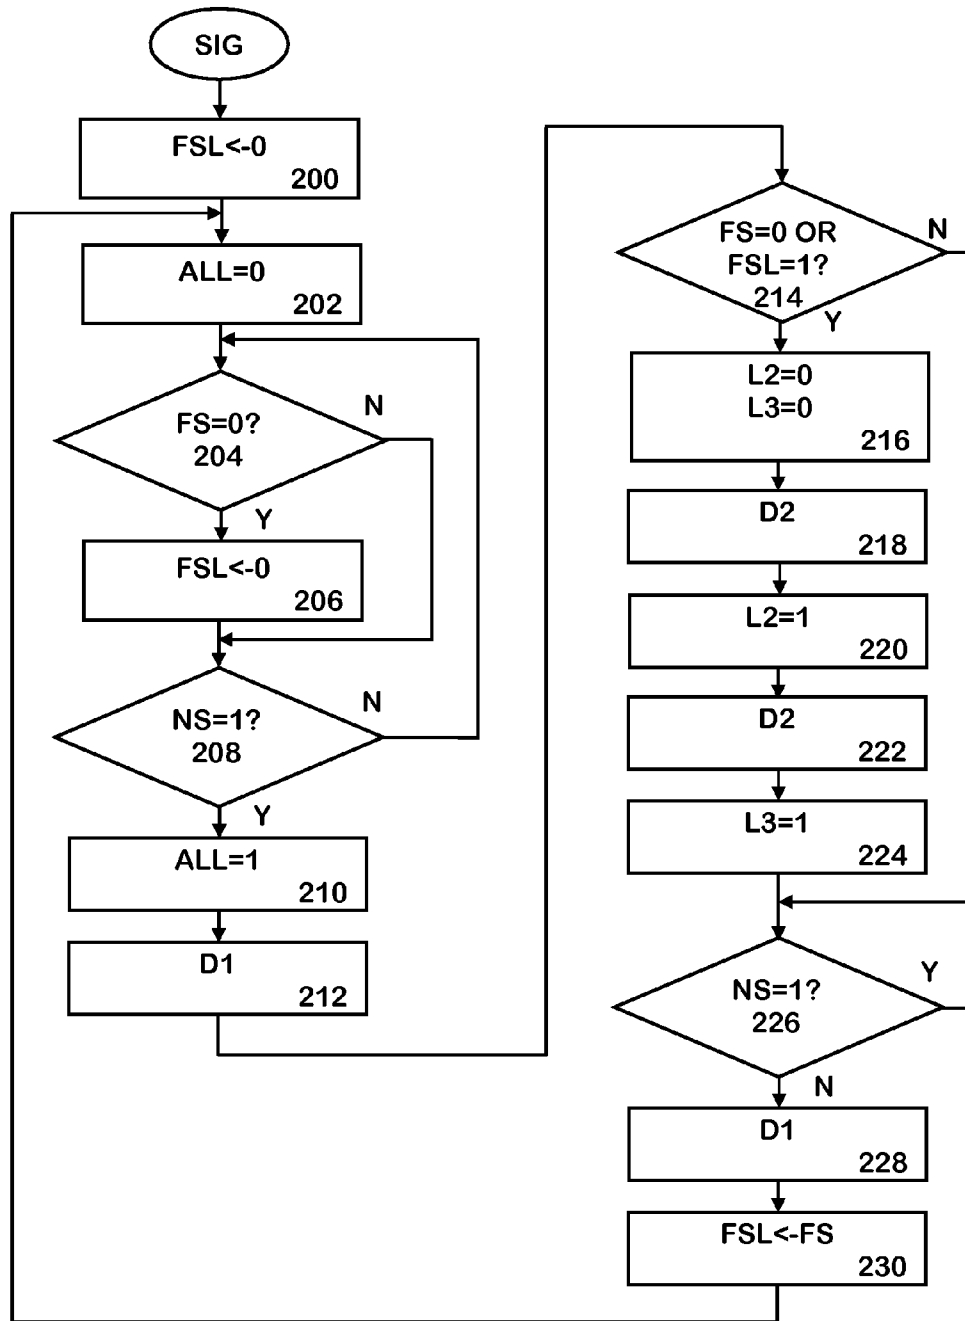 SIG
FSL<-0
200
ALL=0
202
FS=0?
204
N
Y
FSL<-0
206
NS=1?
208
N
Y
ALL=1
210
D1
212
FS=0 OR
FSL=1?
214
N
Y
L2=0
L3=0
216
D2
218
L2=1
220
D2
222
L3=1
224
NS=1?
226
Y
N
D1
228
FSL<-FS
230